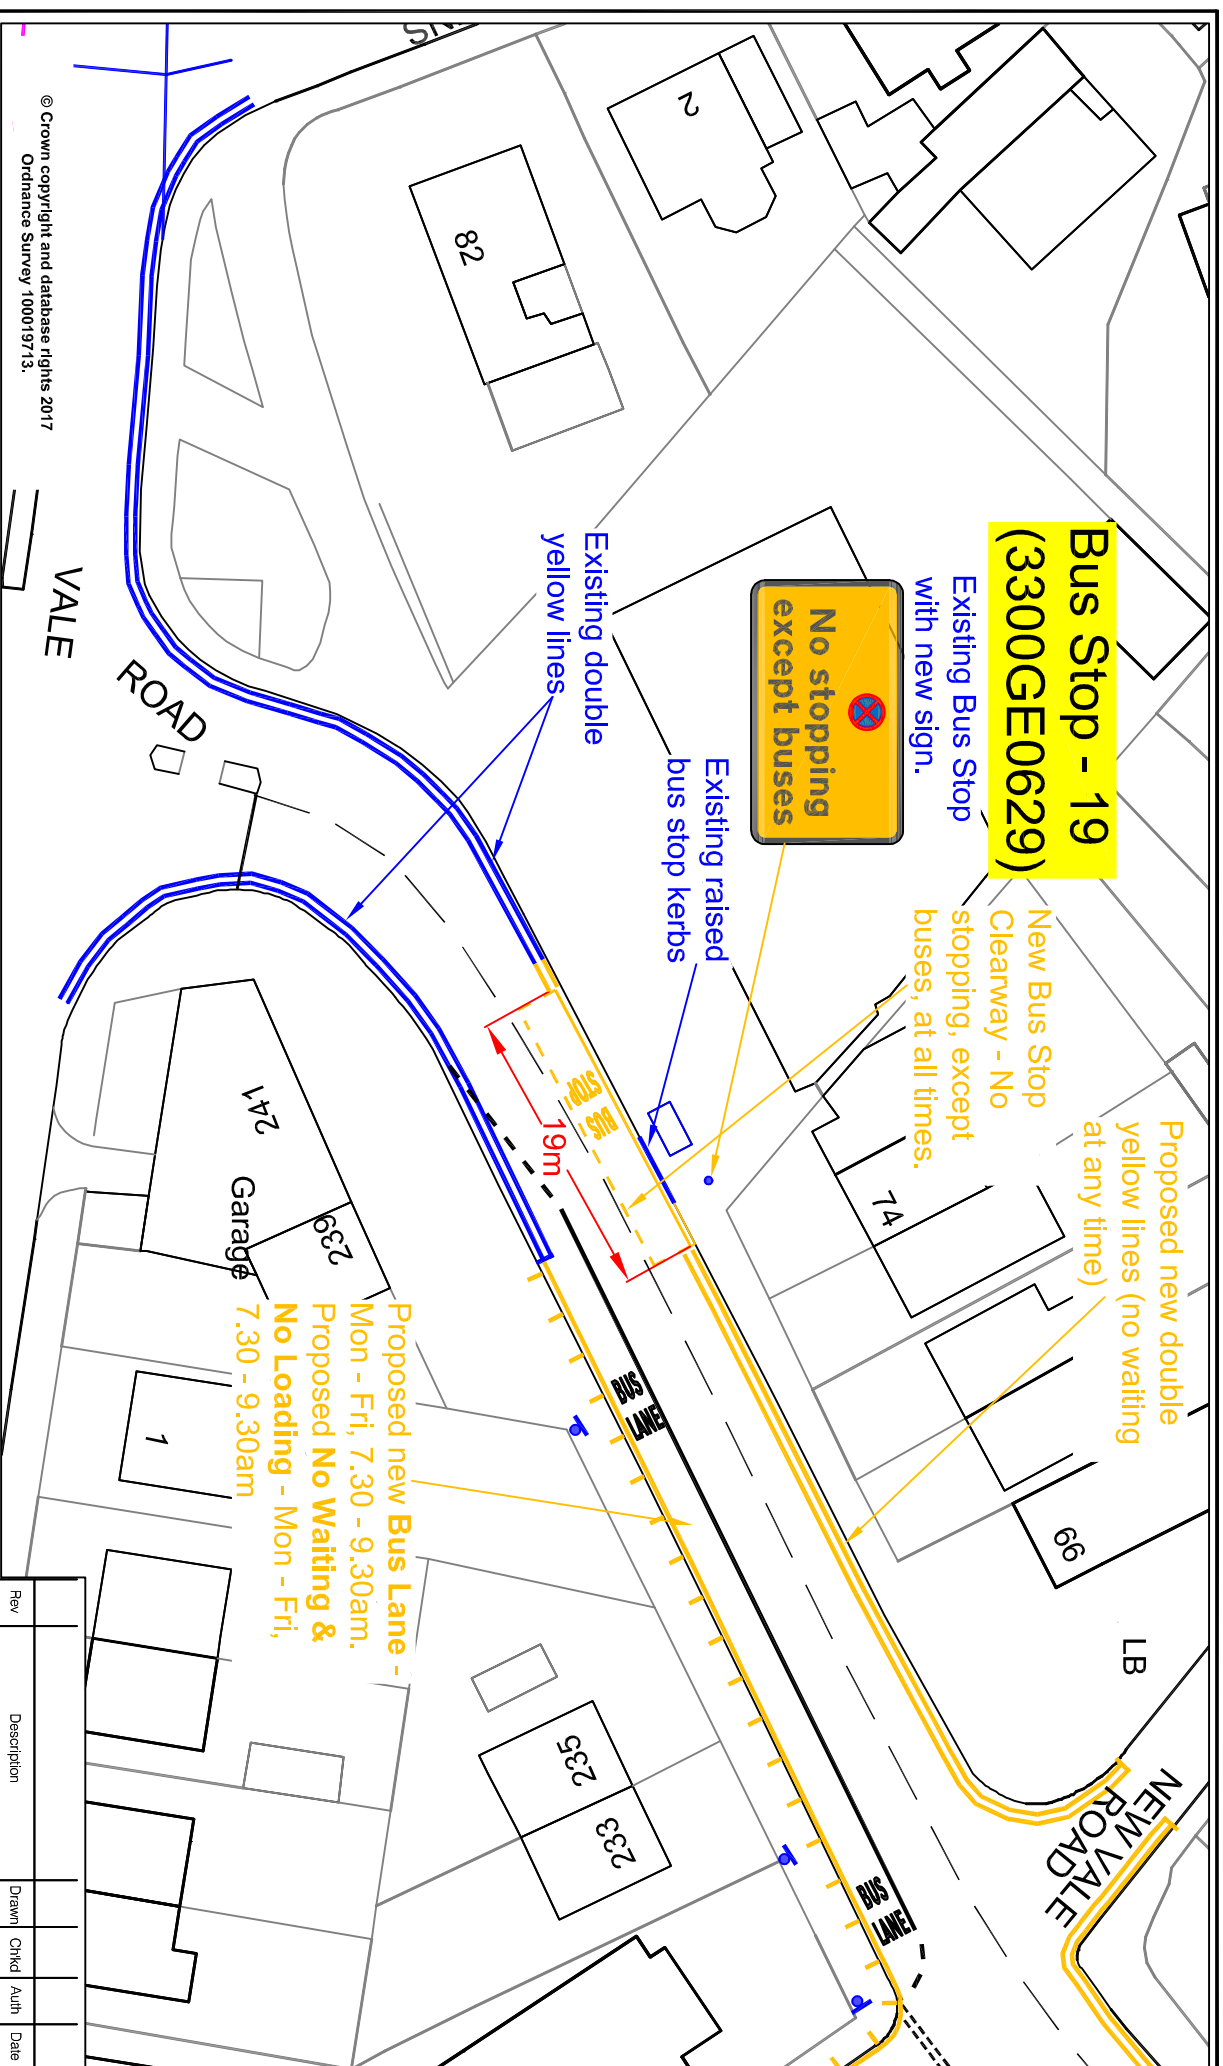 Bus Stop - 19
(3300GE0629)
Existing Bus Stop
with new sign.
No stopping
except buses
New Bus Stop
Clearway - No
stopping, except
buses, at all times.
Proposed new double
yellow lines (no waiting
at any time)
Existing raised
bus stop kerbs
Existing double
yellow lines
Proposed new Bus Lane -
Mon - Fri, 7.30 - 9.30am.
Proposed No Waiting &
No Loading - Mon - Fri,
7.30 - 9.30am
19m
BUS
STOP
BUS
LANE
BUS
LANE
VALE
ROAD
NEW VALE
ROAD
LB
Garage
2
82
74
66
241
239
1
235
233
© Crown copyright and database rights 2017
Ordnance Survey 100019713.
Rev
Description
Drawn
Chkd
Auth
Date